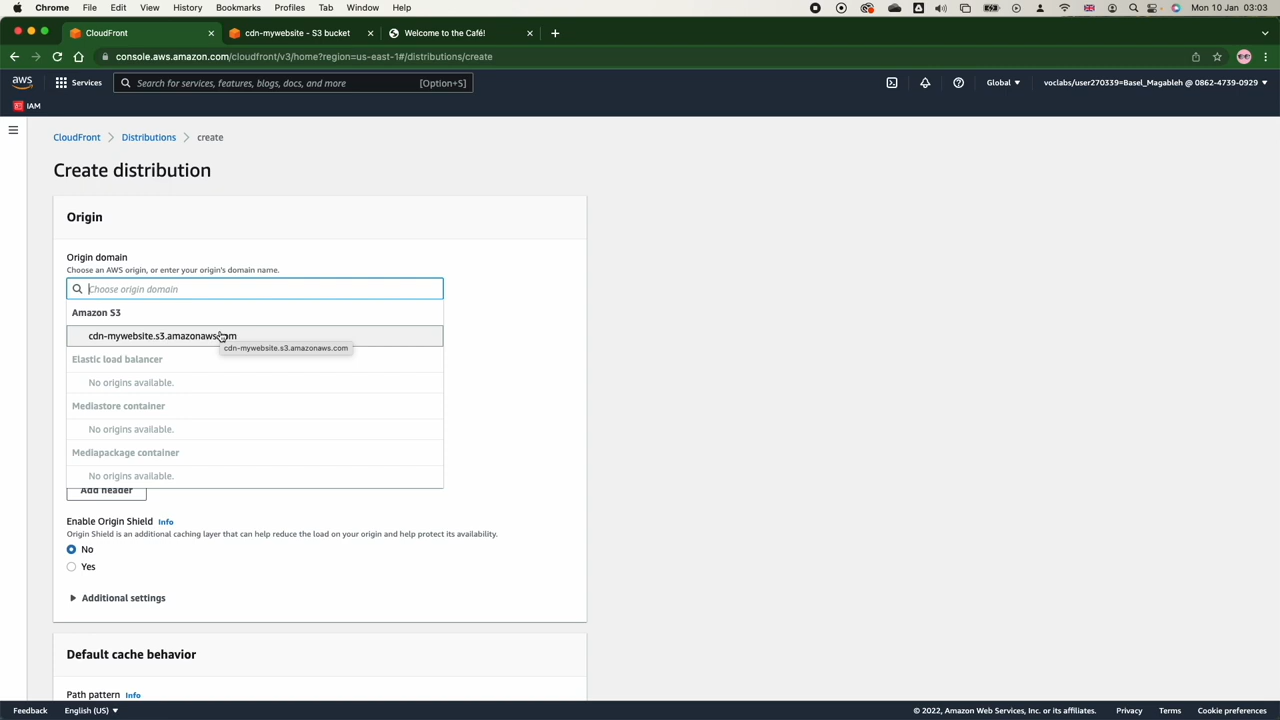 Chrome File Edit View History Bookmarks Profiles Tab Window Help Mon 10 Jan 03:03
CloudFront cdn-mywebsite - S3 bucket Welcome to the Café!
console.aws.amazon.com/cloudfront/v3/home?region=us-east-1#/distributions/create
aws Services Search for services, features, blogs, docs, and more [Option+S] Global voclabs/user270339=Basel_Magableh @ 0862-4739-0929
IAM
CloudFront Distributions create
Create distribution
Origin
Origin domain
Choose an AWS origin, or enter your origin's domain name.
Choose origin domain
Amazon S3
cdn-mywebsite.s3.amazonaws.com
cdn-mywebsite.s3.amazonaws.com
Elastic load balancer
No origins available.
Mediastore container
No origins available.
Mediapackage container
No origins available.
Add header
Enable Origin Shield Info
Origin Shield is an additional caching layer that can help reduce the load on your origin and help protect its availability.
No
Yes
Additional settings
Default cache behavior
Path pattern Info
Feedback English (US) © 2022, Amazon Web Services, Inc. or its affiliates. Privacy Terms Cookie preferences